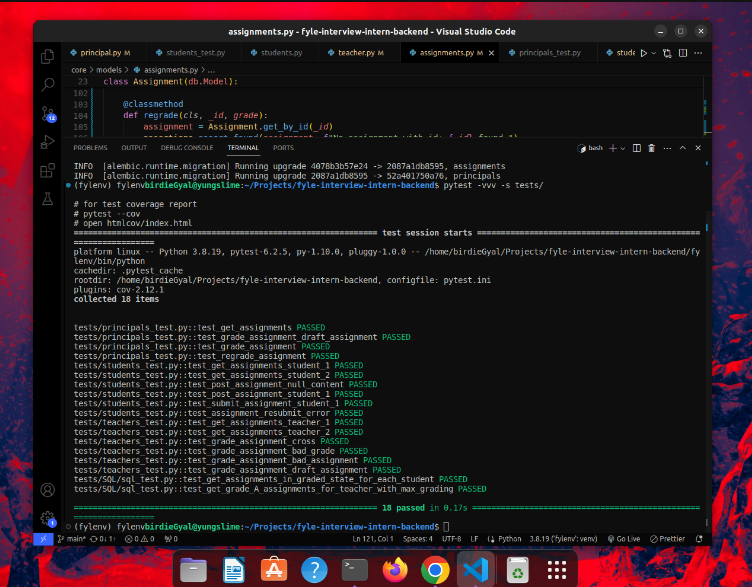 assignments.py - fyle-interview-intern-backend - Visual Studio Code
principal.py M students_test.py students.py teacher.py M assignments.py M principals_test.py stude
core > models > assignments.py > ...
23 class Assignment(db.Model):
102
103 @classmethod
104 def regrade(cls, _id, grade):
105 assignment = Assignment.get_by_id(_id)
PROBLEMS OUTPUT DEBUG CONSOLE TERMINAL PORTS bash
INFO [alembic.runtime.migration] Running upgrade 4078b3b57e24 -> 2087a1db8595, assignments
INFO [alembic.runtime.migration] Running upgrade 2087a1db8595 -> 52a401750a76, principals
(fylenv) fylenvbirdieGyal@yungslime:~/Projects/fyle-interview-intern-backend$ pytest -vvv -s tests/
# for test coverage report
# pytest --cov
# open htmlcov/index.html
test session starts
platform linux -- Python 3.8.19, pytest-6.2.5, py-1.10.0, pluggy-1.0.0 -- /home/birdieGyal/Projects/fyle-interview-intern-backend/fy
lenv/bin/python
cachedir: .pytest_cache
rootdir: /home/birdieGyal/Projects/fyle-interview-intern-backend, configfile: pytest.ini
plugins: cov-2.12.1
collected 18 items
tests/principals_test.py::test_get_assignments PASSED
tests/principals_test.py::test_grade_assignment_draft_assignment PASSED
tests/principals_test.py::test_grade_assignment PASSED
tests/principals_test.py::test_regrade_assignment PASSED
tests/students_test.py::test_get_assignments_student_1 PASSED
tests/students_test.py::test_get_assignments_student_2 PASSED
tests/students_test.py::test_post_assignment_null_content PASSED
tests/students_test.py::test_post_assignment_student_1 PASSED
tests/students_test.py::test_submit_assignment_student_1 PASSED
tests/students_test.py::test_assignment_resubmit_error PASSED
tests/teachers_test.py::test_get_assignments_teacher_1 PASSED
tests/teachers_test.py::test_get_assignments_teacher_2 PASSED
tests/teachers_test.py::test_grade_assignment_cross PASSED
tests/teachers_test.py::test_grade_assignment_bad_grade PASSED
tests/teachers_test.py::test_grade_assignment_bad_assignment PASSED
tests/teachers_test.py::test_grade_assignment_draft_assignment PASSED
tests/SQL/sql_test.py::test_get_assignments_in_graded_state_for_each_student PASSED
tests/SQL/sql_test.py::test_get_grade_A_assignments_for_teacher_with_max_grading PASSED
18 passed in 0.17s
(fylenv) fylenvbirdieGyal@yungslime:~/Projects/fyle-interview-intern-backend$
main* 0↓ 1↑ 0 0 0 Ln 121, Col 1 Spaces: 4 UTF-8 LF Python 3.8.19 ('fylenv': venv) Go Live Prettier
12
1